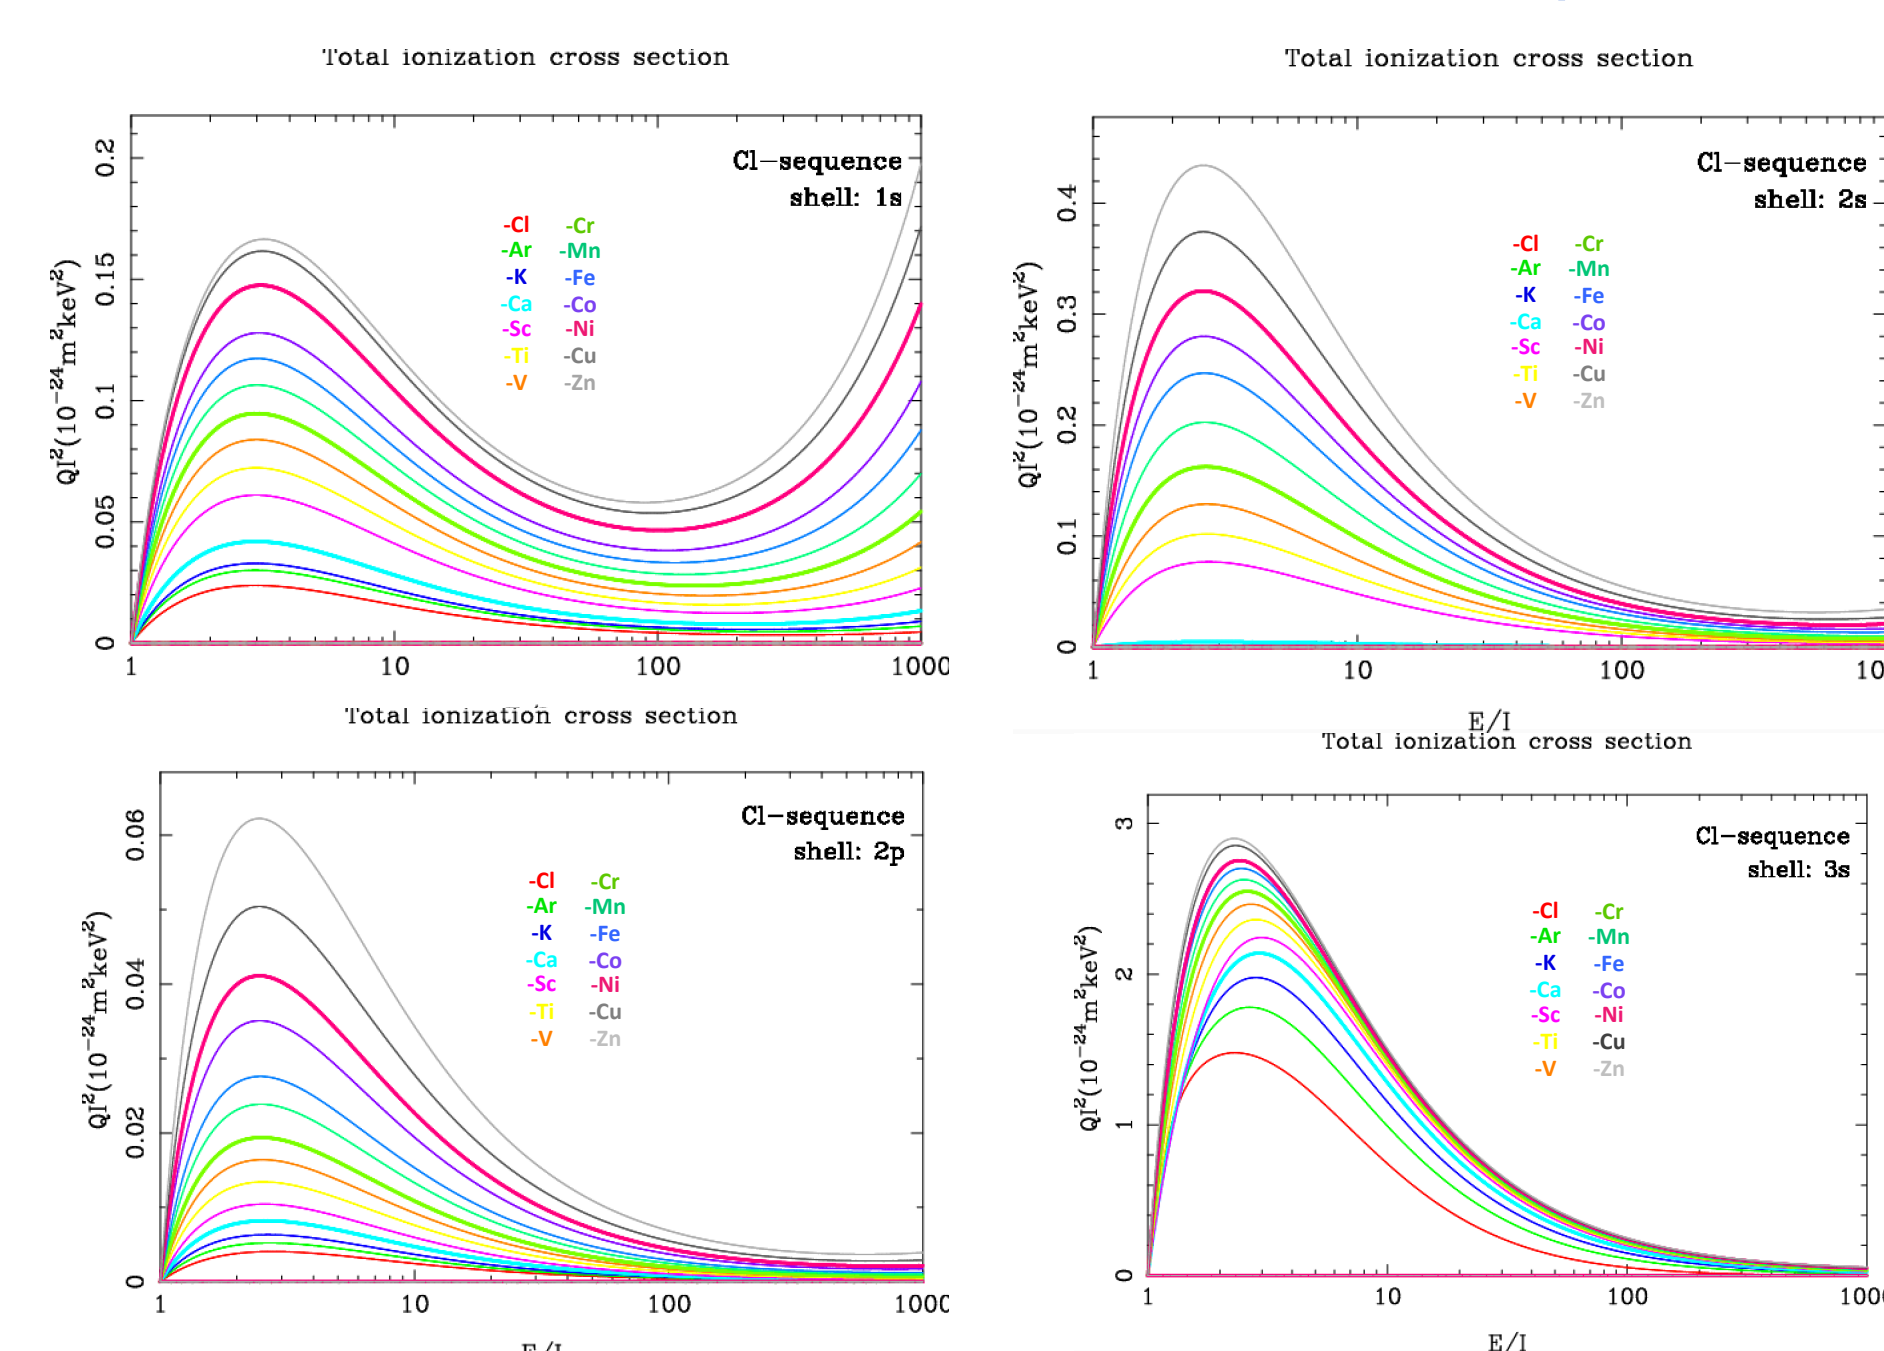 Total ionization cross section
Cl−sequence
shell: 1s
-Cl -Cr
-Ar -Mn
-K -Fe
-Ca -Co
-Sc -Ni
-Ti -Cu
-V -Zn
QI²(10⁻²⁴m²keV²)
0.2
0.15
0.1
0.05
0
1 10 100 1000
Total ionization cross section
Cl−sequence
shell: 2s
-Cl -Cr
-Ar -Mn
-K -Fe
-Ca -Co
-Sc -Ni
-Ti -Cu
-V -Zn
QI²(10⁻²⁴m²keV²)
0.4
0.3
0.2
0.1
0
1 10 100 10
E/I
Total ionization cross section
Cl−sequence
shell: 2p
-Cl -Cr
-Ar -Mn
-K -Fe
-Ca -Co
-Sc -Ni
-Ti -Cu
-V -Zn
QI²(10⁻²⁴m²keV²)
0.06
0.04
0.02
0
1 10 100 1000
E/I
Total ionization cross section
Cl−sequence
shell: 3s
-Cl -Cr
-Ar -Mn
-K -Fe
-Ca -Co
-Sc -Ni
-Ti -Cu
-V -Zn
QI²(10⁻²⁴m²keV²)
3
2
1
0
1 10 100 1000
E/I